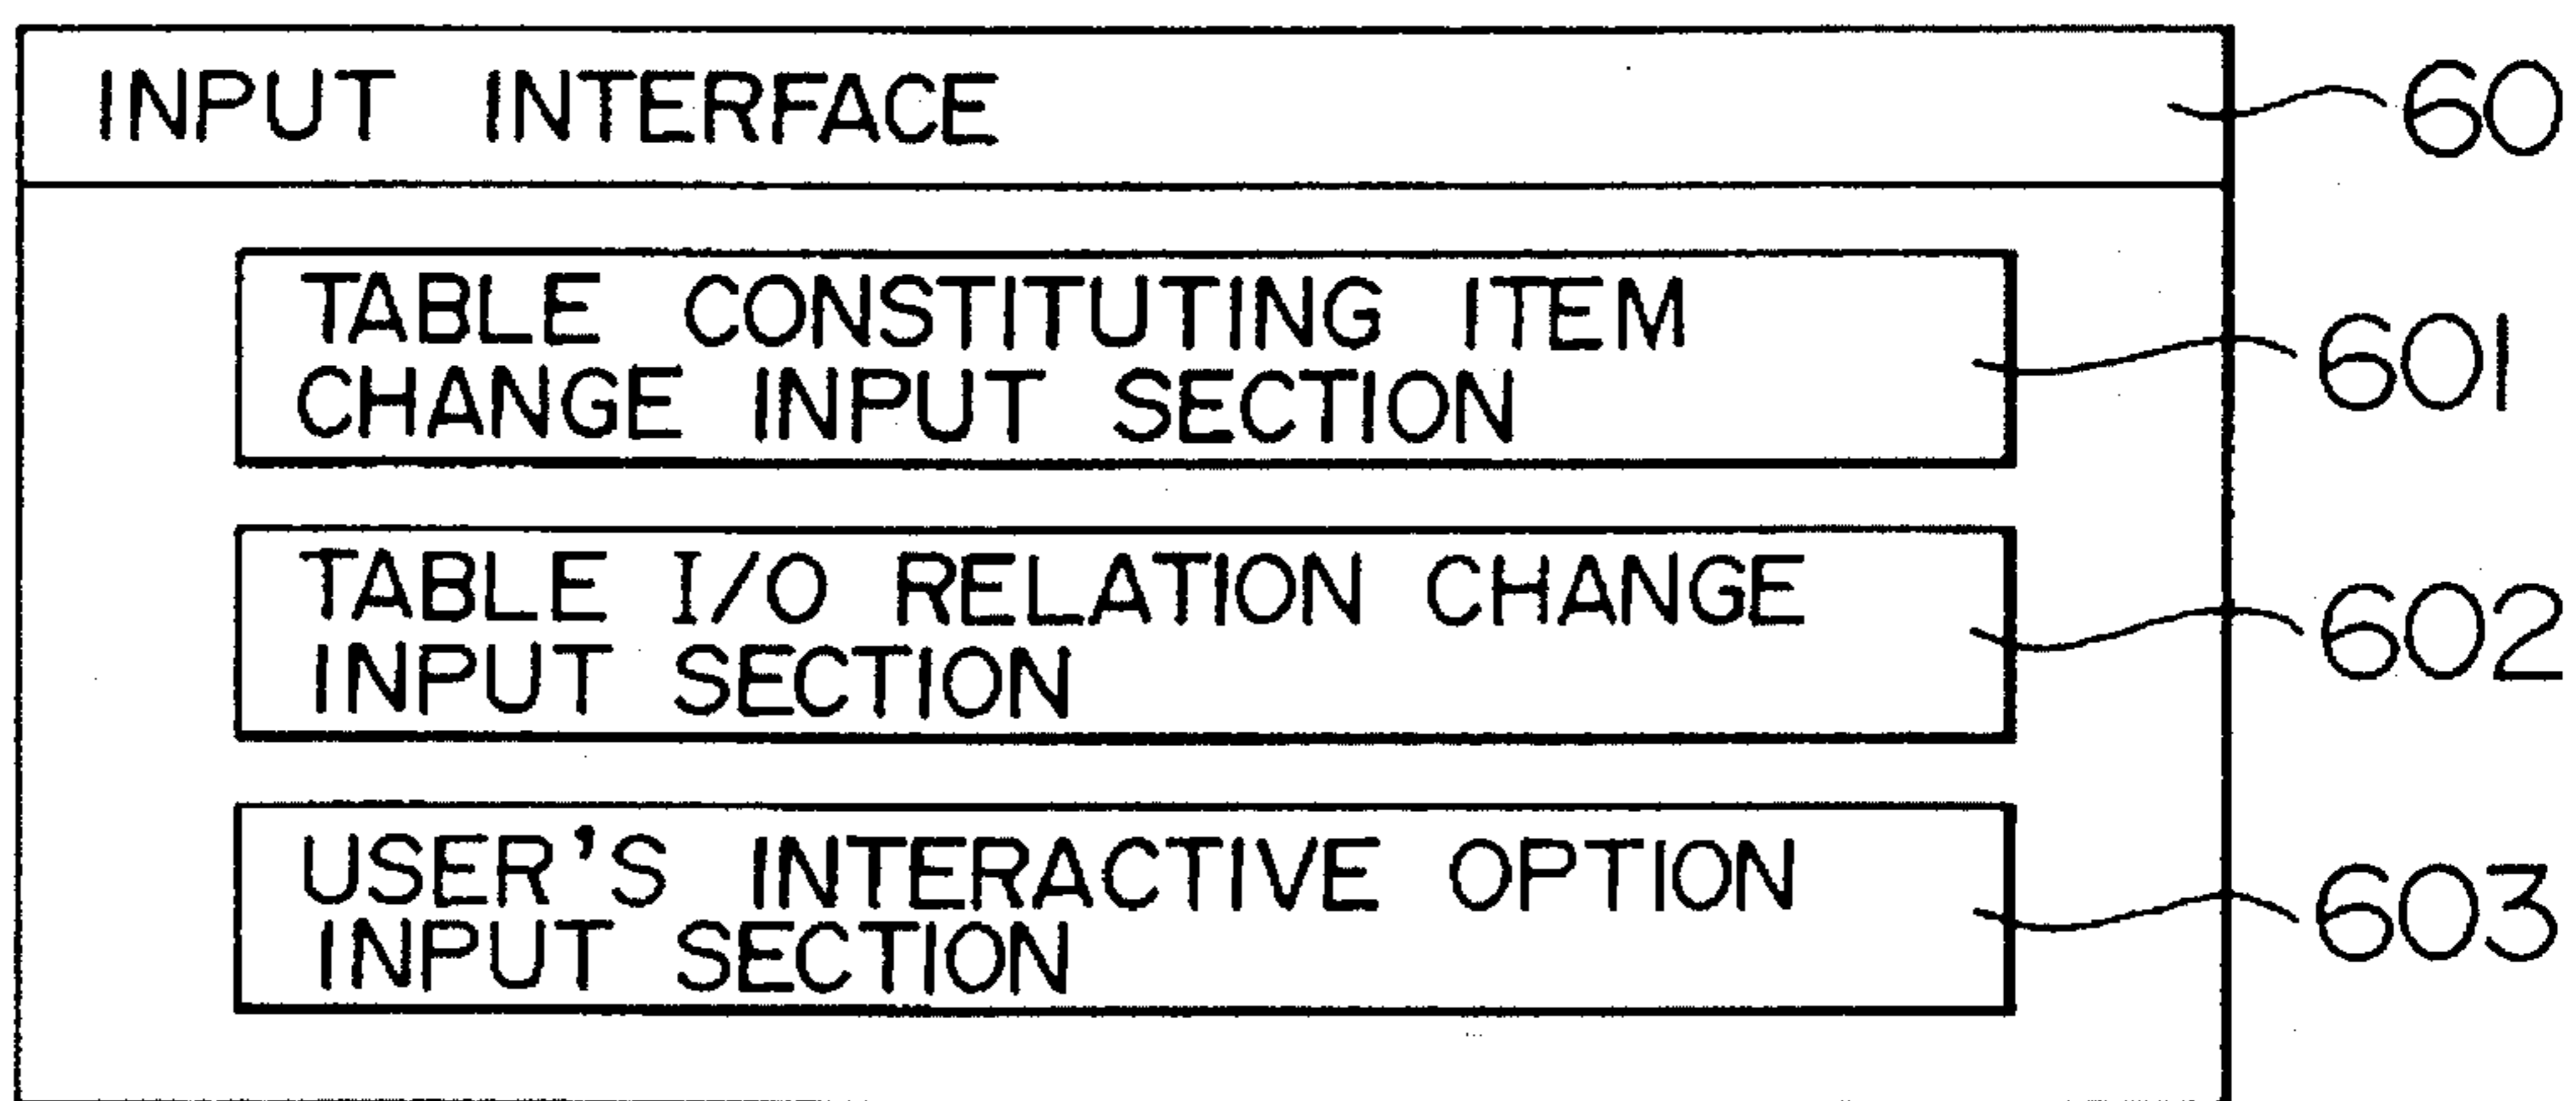 INPUT INTERFACE
60
TABLE CONSTITUTING ITEM
CHANGE INPUT SECTION
601
TABLE I/O RELATION CHANGE
INPUT SECTION
602
USER'S INTERACTIVE OPTION
INPUT SECTION
603